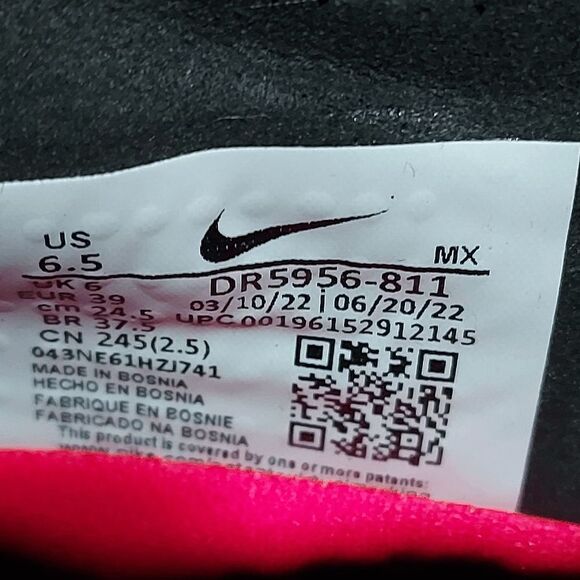 US
6.5
MX
UK 6
EUR 39
cm 24.5
BR 37.5
CN 245(2.5)
DR5956-811
03/10/22 | 06/20/22
UPC 00196152912145
043NE61HZJ741
MADE IN BOSNIA
HECHO EN BOSNIA
FABRIQUE EN BOSNIE
FABRICADO NA BOSNIA
This product is covered by one or more patents: